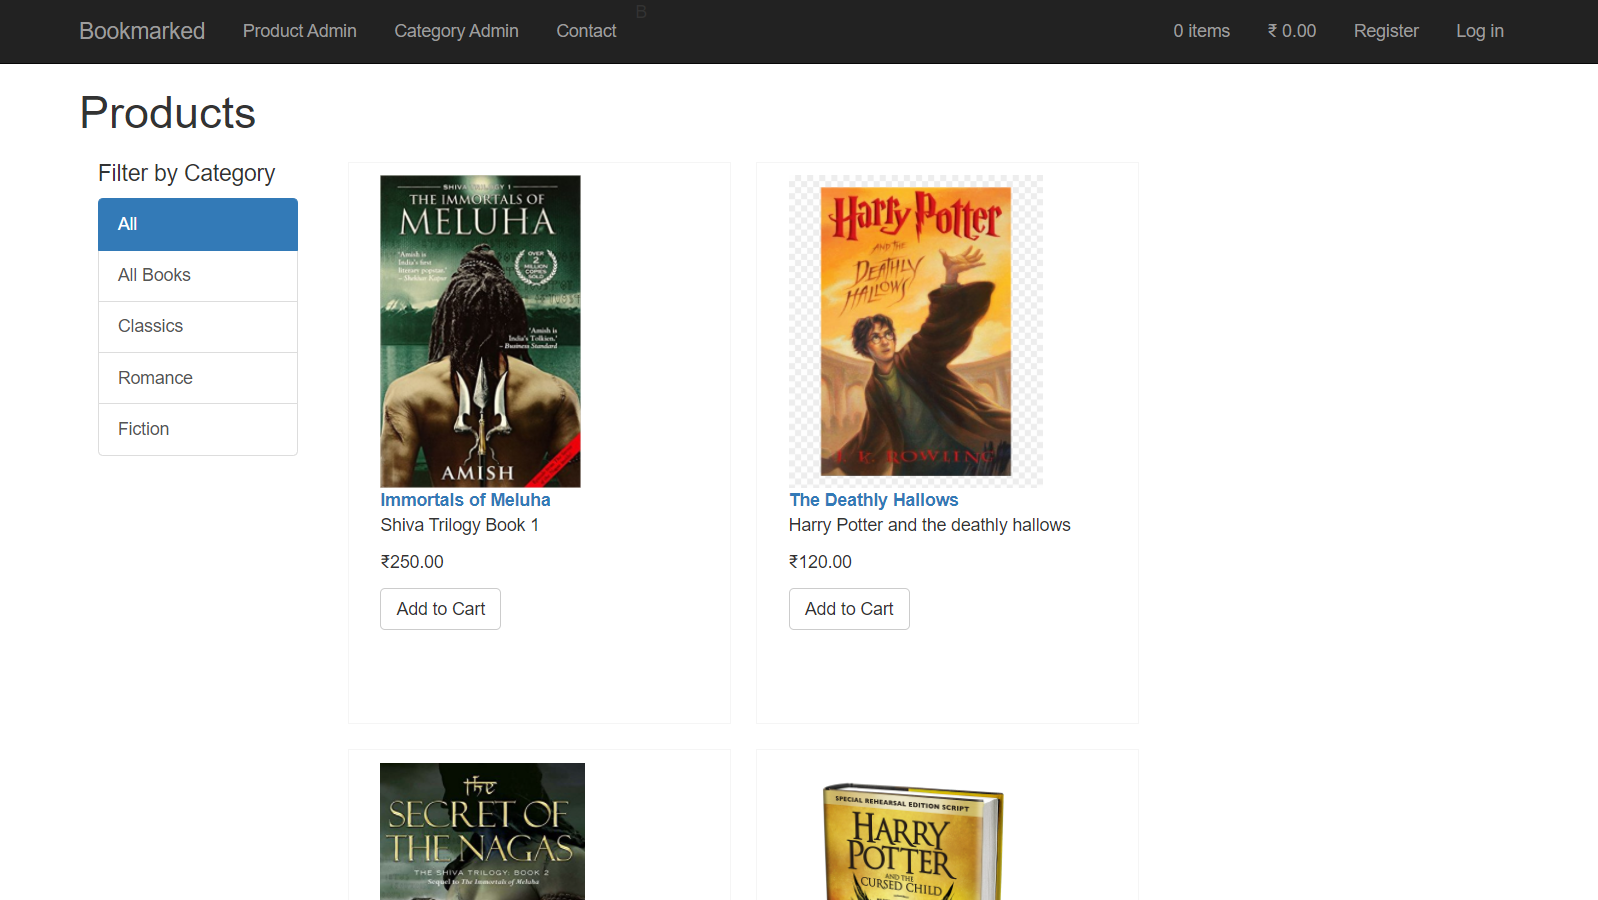 Bookmarked Product Admin Category Admin Contact B 0 items ₹ 0.00 Register Log in
Products
Filter by Category
All
All Books
Classics
Romance
Fiction
SHIVA TRILOGY 1
THE IMMORTALS OF
MELUHA
'Amish is
India's first
literary popstar.'
– Shekhar Kapur
OVER
2
MILLION
COPIES
SOLD
'Amish is
India's Tolkien.'
– Business Standard
AMISH
Immortals of Meluha
Shiva Trilogy Book 1
₹250.00
Add to Cart
Harry Potter
AND THE
DEATHLY
HALLOWS
J. K. ROWLING
The Deathly Hallows
Harry Potter and the deathly hallows
₹120.00
Add to Cart
the
SECRET OF
THE NAGAS
THE SHIVA TRILOGY: BOOK 2
Sequel to The Immortals of Meluha
SPECIAL REHEARSAL EDITION SCRIPT
HARRY
POTTER
AND THE
CURSED CHILD